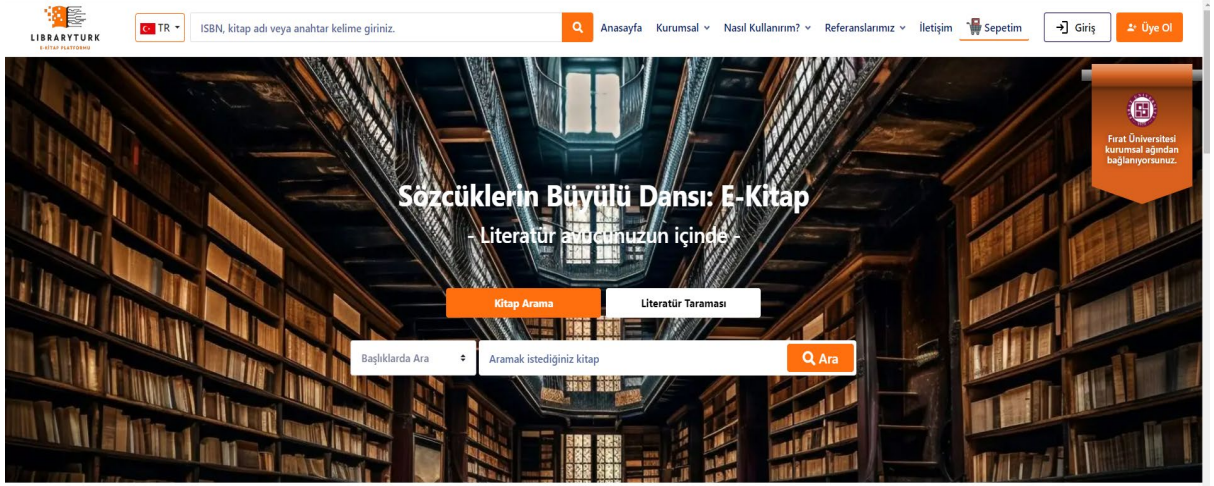 LIBRARYTURK
E-KİTAP PLATFORMU
TR
ISBN, kitap adı veya anahtar kelime giriniz.
Anasayfa
Kurumsal
Nasıl Kullanırım?
Referanslarımız
İletişim
Sepetim
Giriş
Üye Ol
Fırat Üniversitesi
kurumsal ağından
bağlanıyorsunuz.
Sözcüklerin Büyülü Dansı: E-Kitap
- Literatür avucunuzun içinde -
Kitap Arama
Literatür Taraması
Başlıklarda Ara
Aramak istediğiniz kitap
Ara